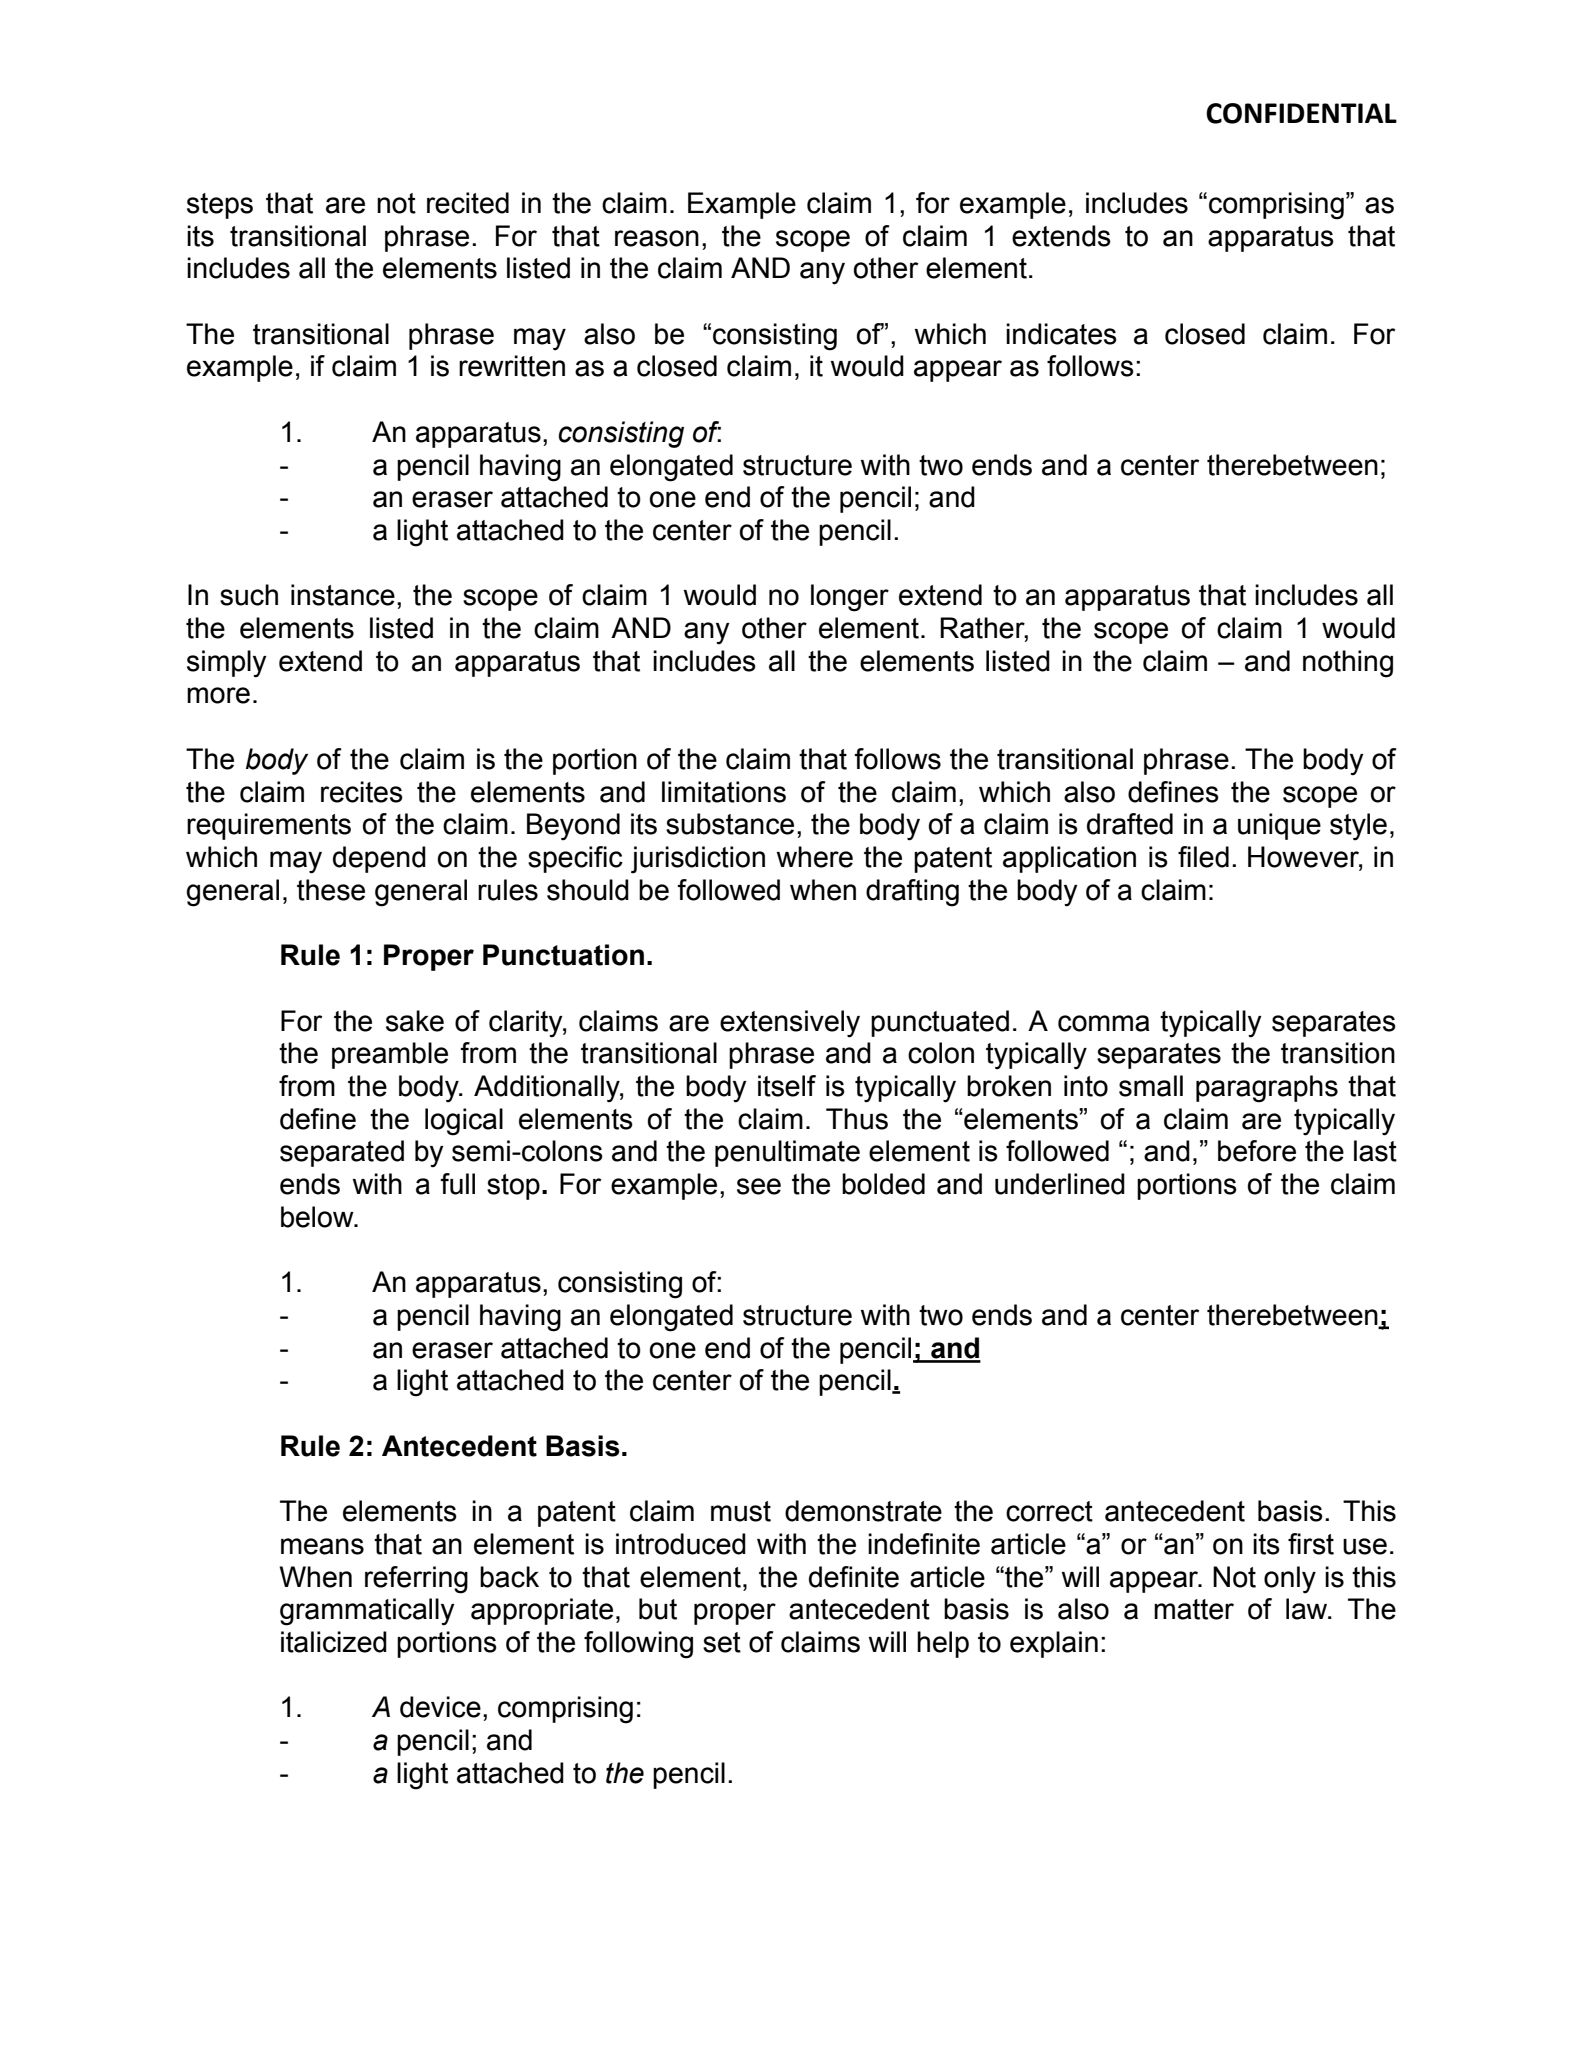 CONFIDENTIAL
steps that are not recited in the claim. Example claim 1, for example, includes “comprising” as
its transitional phrase. For that reason, the scope of claim 1 extends to an apparatus that
includes all the elements listed in the claim AND any other element.
The transitional phrase may also be “consisting of”, which indicates a closed claim. For
example, if claim 1 is rewritten as a closed claim, it would appear as follows:
1. An apparatus, consisting of:
- a pencil having an elongated structure with two ends and a center therebetween;
- an eraser attached to one end of the pencil; and
- a light attached to the center of the pencil.
In such instance, the scope of claim 1 would no longer extend to an apparatus that includes all
the elements listed in the claim AND any other element. Rather, the scope of claim 1 would
simply extend to an apparatus that includes all the elements listed in the claim – and nothing
more.
The body of the claim is the portion of the claim that follows the transitional phrase. The body of
the claim recites the elements and limitations of the claim, which also defines the scope or
requirements of the claim. Beyond its substance, the body of a claim is drafted in a unique style,
which may depend on the specific jurisdiction where the patent application is filed. However, in
general, these general rules should be followed when drafting the body of a claim:
Rule 1: Proper Punctuation.
For the sake of clarity, claims are extensively punctuated. A comma typically separates
the preamble from the transitional phrase and a colon typically separates the transition
from the body. Additionally, the body itself is typically broken into small paragraphs that
define the logical elements of the claim. Thus the “elements” of a claim are typically
separated by semi-colons and the penultimate element is followed “; and,” before the last
ends with a full stop. For example, see the bolded and underlined portions of the claim
below.
1. An apparatus, consisting of:
- a pencil having an elongated structure with two ends and a center therebetween;
- an eraser attached to one end of the pencil; and
- a light attached to the center of the pencil.
Rule 2: Antecedent Basis.
The elements in a patent claim must demonstrate the correct antecedent basis. This
means that an element is introduced with the indefinite article “a” or “an” on its first use.
When referring back to that element, the definite article “the” will appear. Not only is this
grammatically appropriate, but proper antecedent basis is also a matter of law. The
italicized portions of the following set of claims will help to explain:
1. A device, comprising:
- a pencil; and
- a light attached to the pencil.